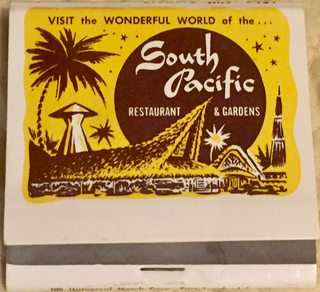 VISIT the WONDERFUL WORLD of the . . .
South
Pacific
RESTAURANT & GARDENS